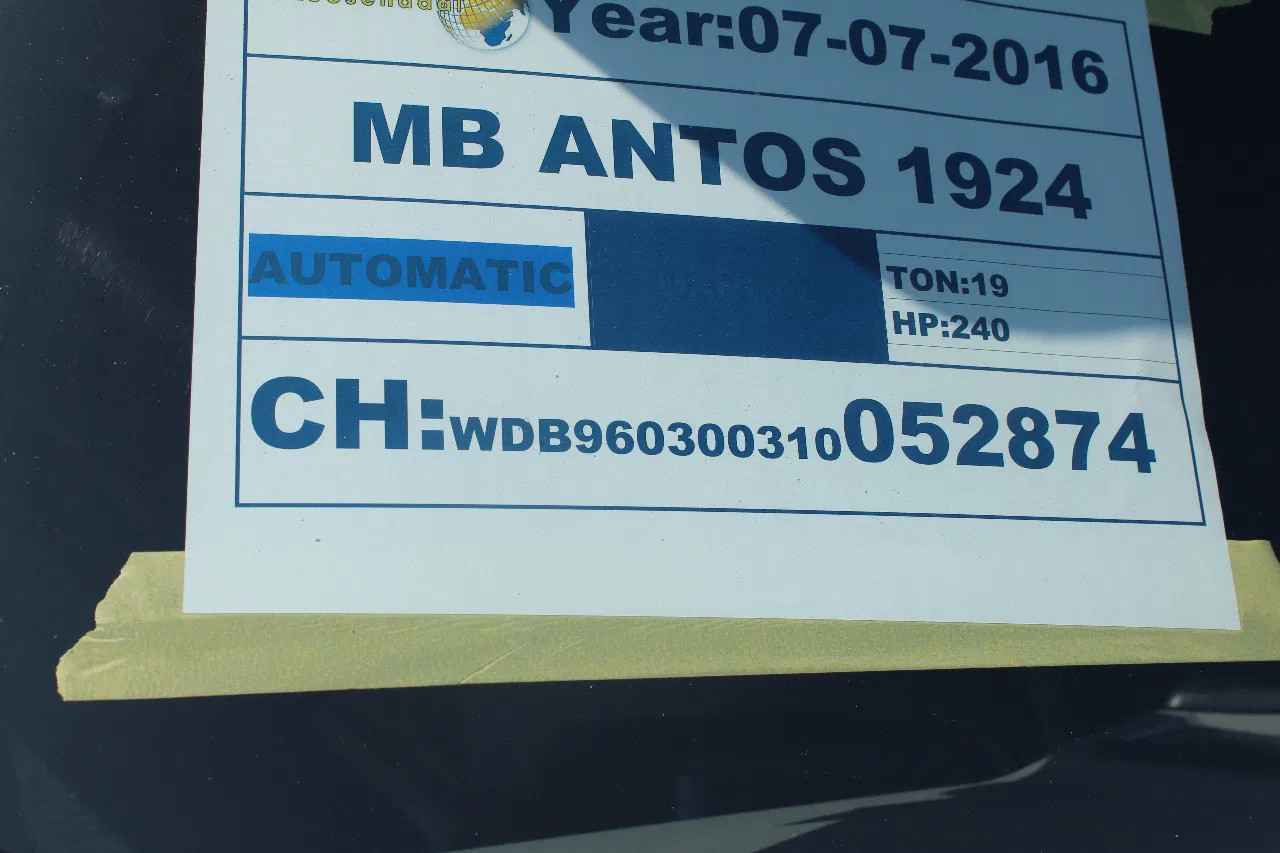 Year:07-07-2016
MB ANTOS 1924
AUTOMATIC
TON:19
HP:240
CH:WDB960300310052874